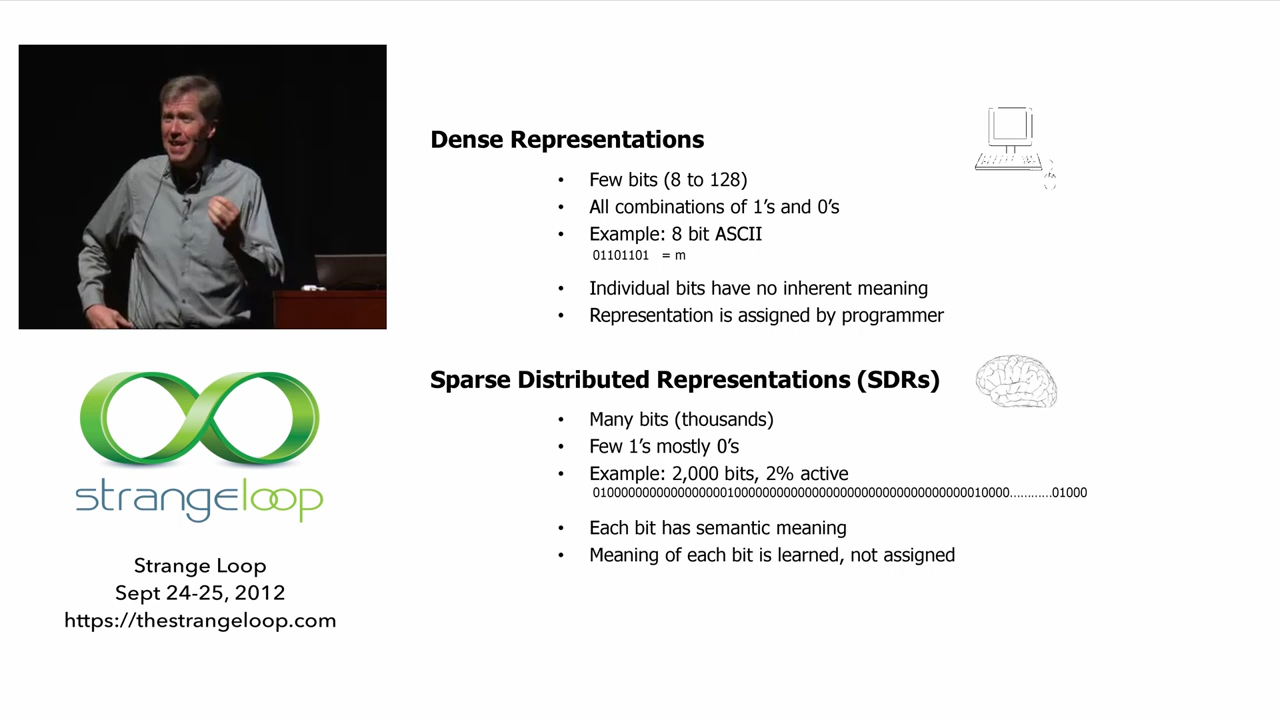 Dense Representations
• Few bits (8 to 128)
• All combinations of 1's and 0's
• Example: 8 bit ASCII
01101101 = m
• Individual bits have no inherent meaning
• Representation is assigned by programmer
Sparse Distributed Representations (SDRs)
• Many bits (thousands)
• Few 1's mostly 0's
• Example: 2,000 bits, 2% active
01000000000000000001000000000000000000000000000000000010000…………01000
• Each bit has semantic meaning
• Meaning of each bit is learned, not assigned
strangeloop
Strange Loop
Sept 24-25, 2012
https://thestrangeloop.com